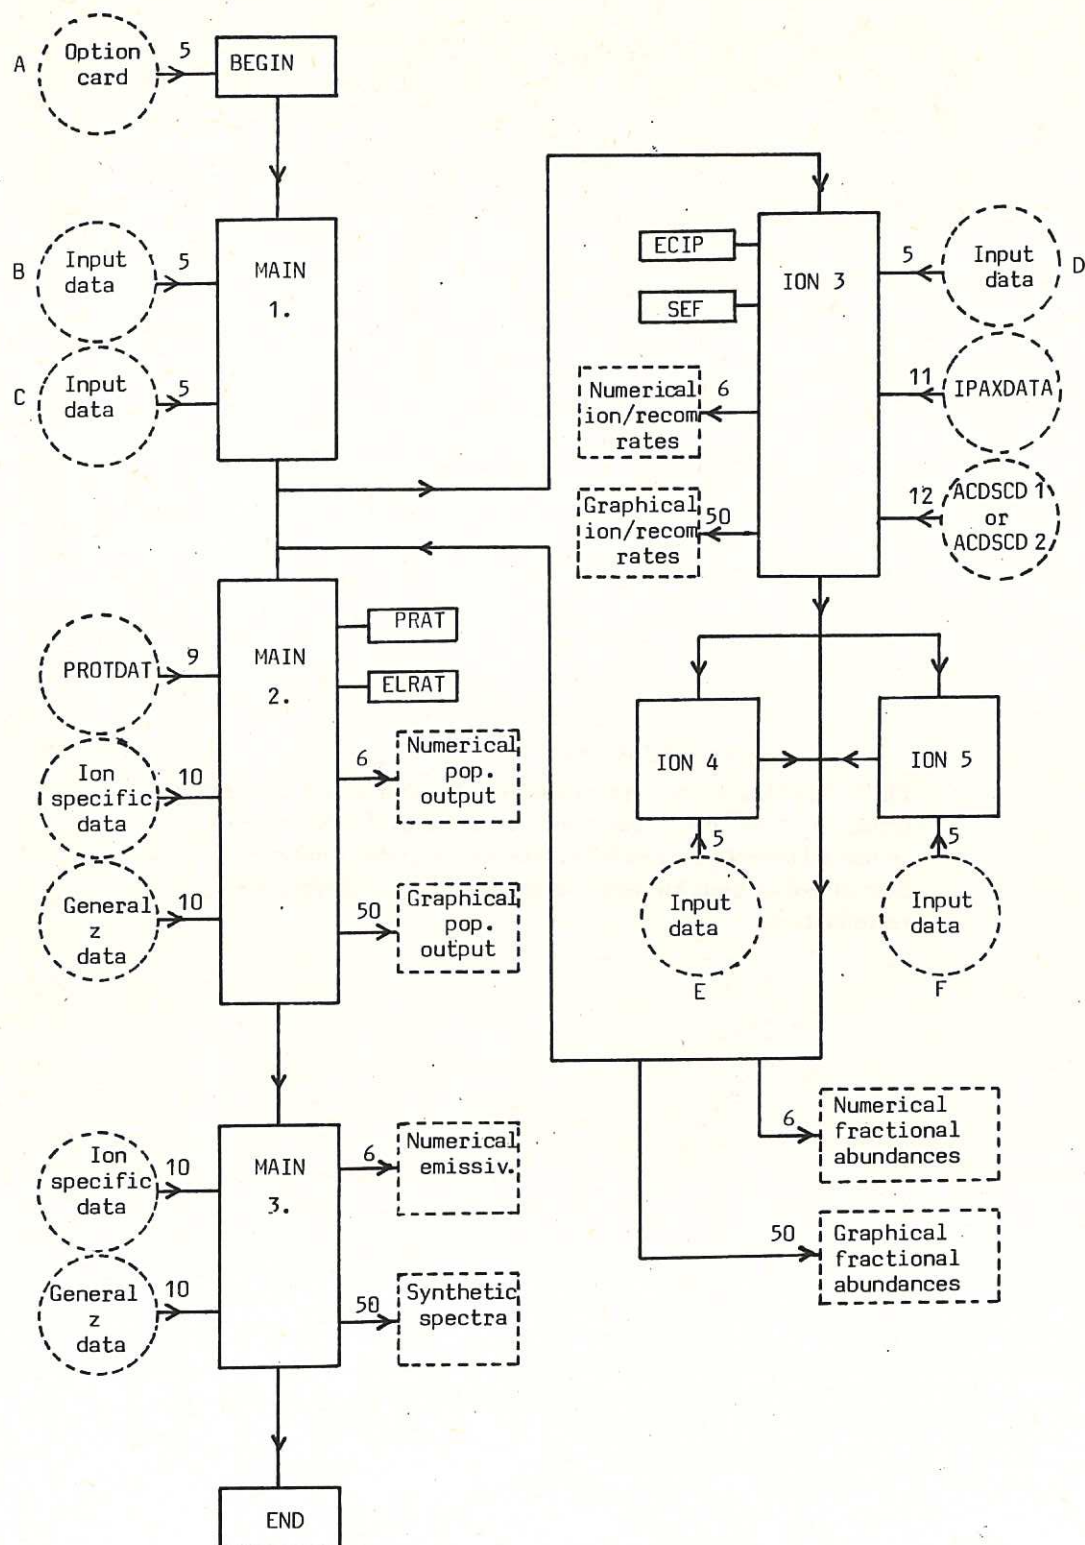 A
Option
card
5
BEGIN
B
Input
data
5
C
Input
data
5
MAIN
1.
ECIP
SEF
ION 3
5
Input
data
D
11
IPAXDATA
12
ACDSCD 1
or
ACDSCD 2
Numerical
ion/recom
rates
6
Graphical
ion/recom
rates
50
PROTDAT
9
Ion
specific
data
10
General
z
data
10
MAIN
2.
PRAT
ELRAT
6
Numerical
pop.
output
50
Graphical
pop.
output
ION 4
ION 5
5
Input
data
E
5
Input
data
F
6
Numerical
fractional
abundances
50
Graphical
fractional
abundances
Ion
specific
data
10
General
z
data
10
MAIN
3.
6
Numerical
emissiv.
50
Synthetic
spectra
END